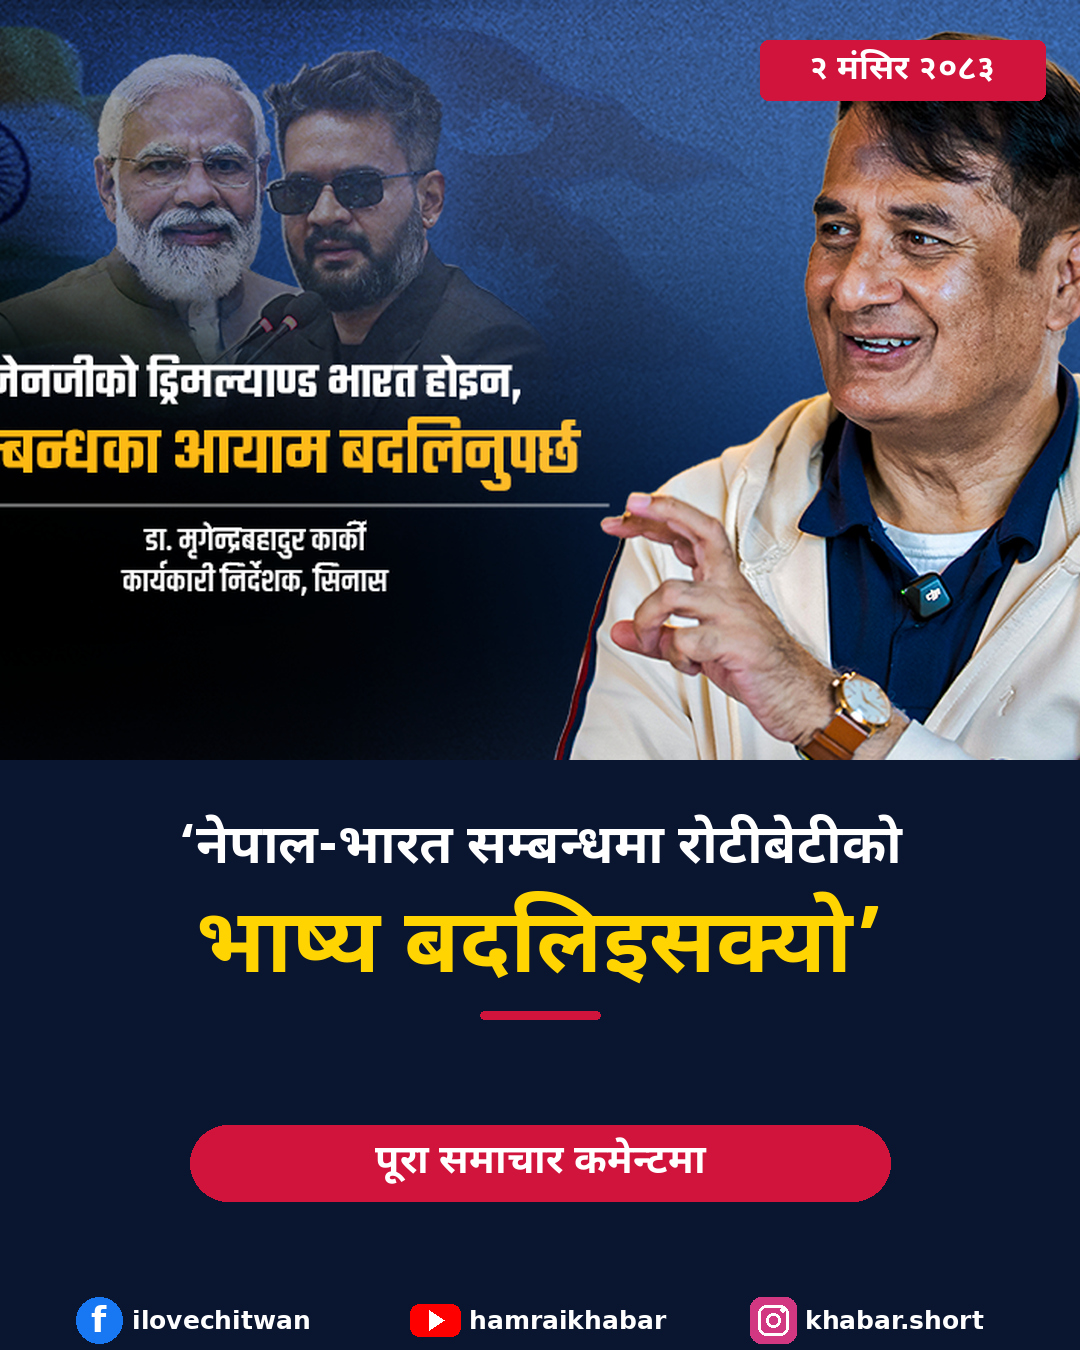 २ मंसिर २०८३
जेनजीको ड्रिमल्याण्ड भारत होइन,
म्बन्धका आयाम बदलिनुपर्छ
डा. मृगेन्द्रबहादुर कार्की
कार्यकारी निर्देशक, सिनास
dji
‘नेपाल-भारत सम्बन्धमा रोटीबेटीको
भाष्य बदलिइसक्यो’
पूरा समाचार कमेन्टमा
ilovechitwan
hamraikhabar
khabar.short